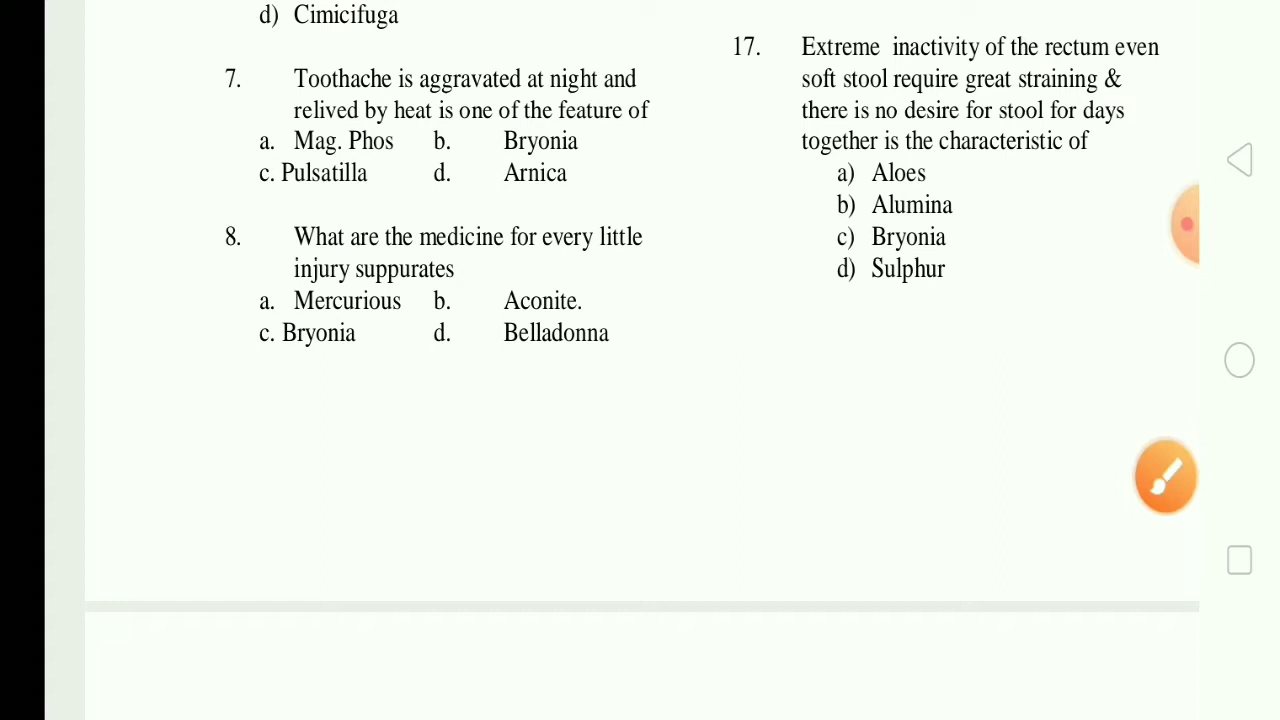 d) Cimicifuga
7. Toothache is aggravated at night and
relived by heat is one of the feature of
a. Mag. Phos b. Bryonia
c. Pulsatilla d. Arnica
8. What are the medicine for every little
injury suppurates
a. Mercurious b. Aconite.
c. Bryonia d. Belladonna
17. Extreme inactivity of the rectum even
soft stool require great straining &
there is no desire for stool for days
together is the characteristic of
a) Aloes
b) Alumina
c) Bryonia
d) Sulphur